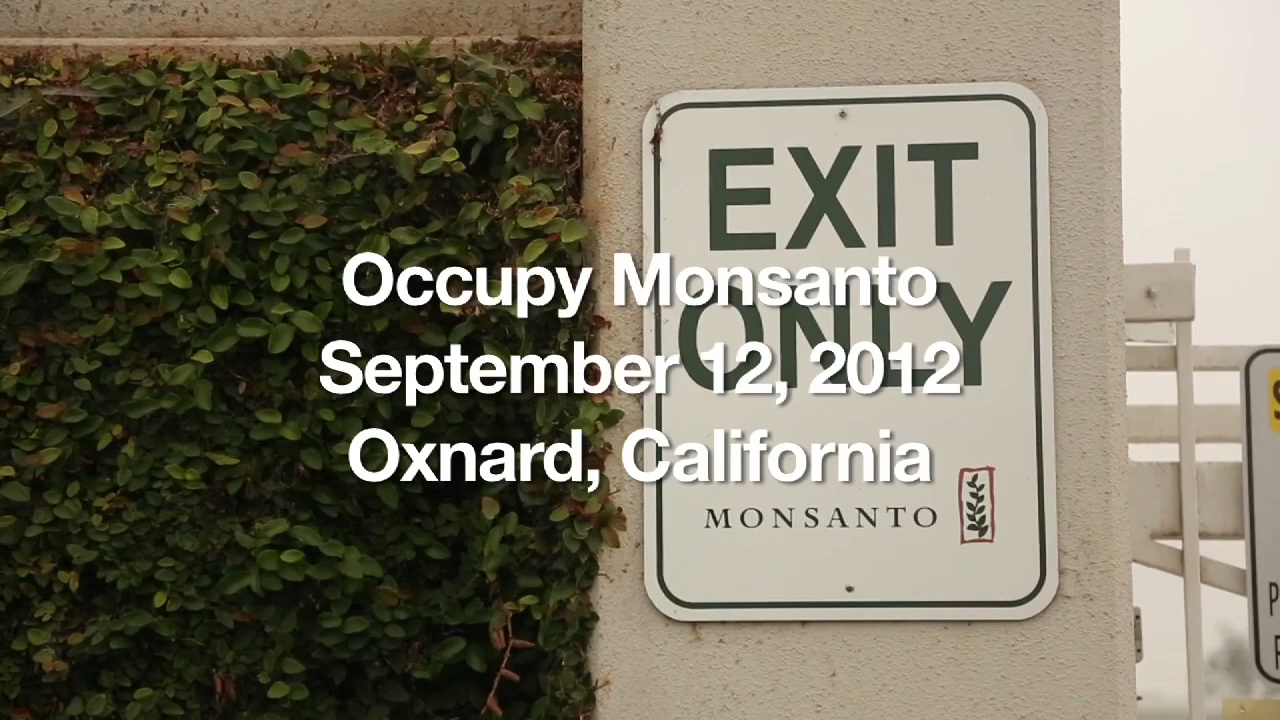 EXIT
ONLY
Occupy Monsanto
September 12, 2012
Oxnard, California
MONSANTO